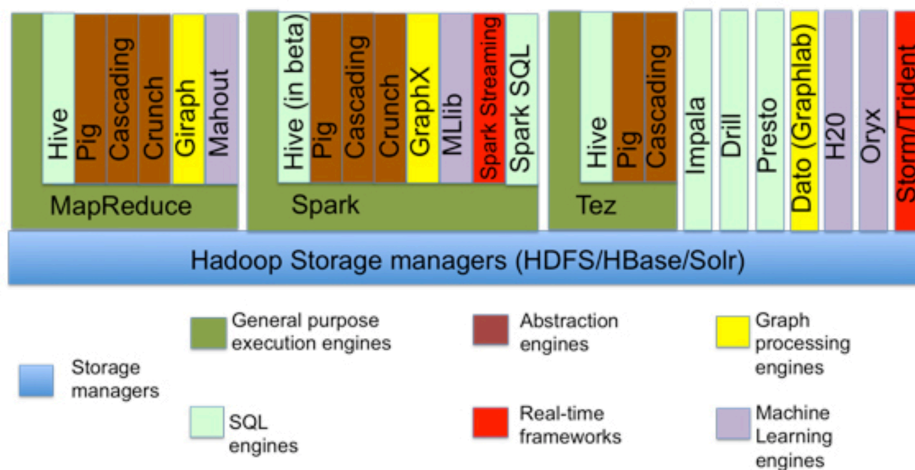 Hive
Pig
Cascading
Crunch
Giraph
Mahout
MapReduce
Hive (in beta)
Pig
Cascading
Crunch
GraphX
MLlib
Spark Streaming
Spark SQL
Spark
Hive
Pig
Cascading
Tez
Impala
Drill
Presto
Dato (Graphlab)
H20
Oryx
Storm/Trident
Hadoop Storage managers (HDFS/HBase/Solr)
Storage
managers
General purpose
execution engines
SQL
engines
Abstraction
engines
Real-time
frameworks
Graph
processing
engines
Machine
Learning
engines